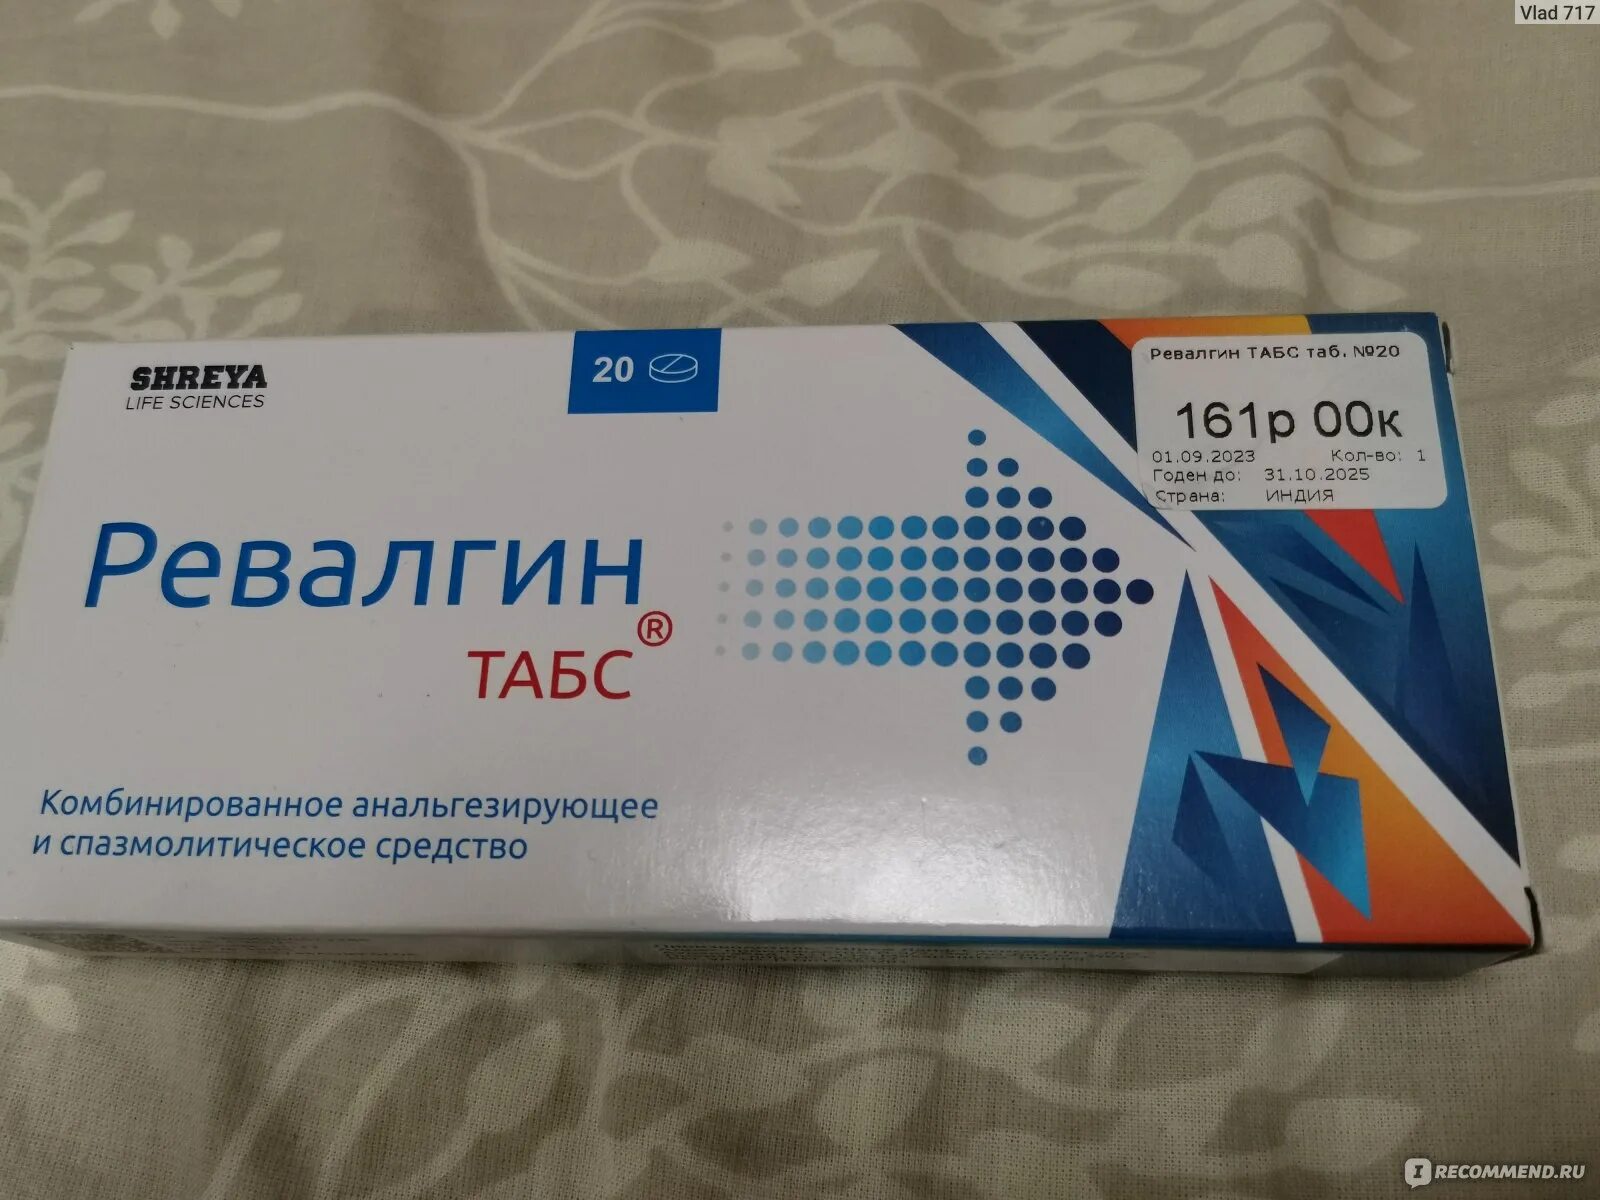 Vlad 717
SHREYA
LIFE SCIENCES
20
Ревалгин ТАБС таб. №20
161р 00к
01.09.2023 Кол-во: 1
Годен до: 31.10.2025
Страна: ИНДИЯ
Ревалгин
ТАБС®
Комбинированное анальгезирующее
и спазмолитическое средство
IRECOMMEND.RU